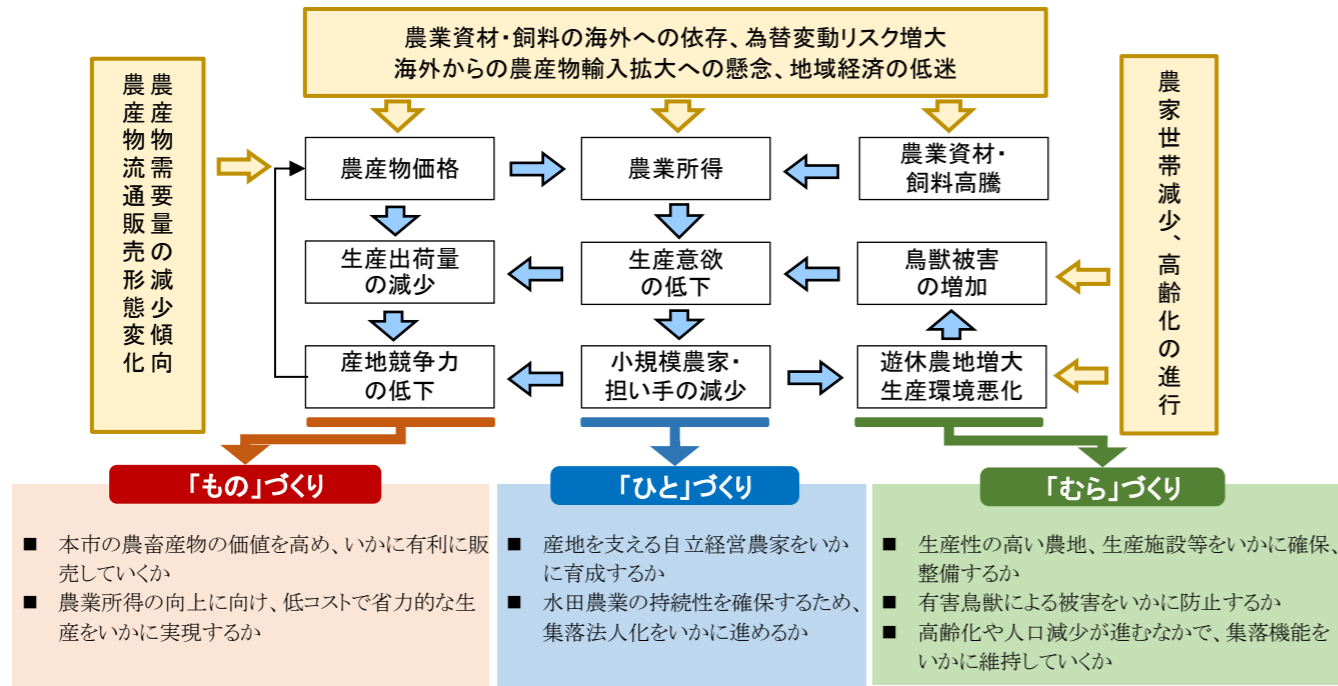 農業資材・飼料の海外への依存、為替変動リスク増大
海外からの農産物輸入拡大への懸念、地域経済の低迷
農産物需要量の減少傾向
農産物流通販売形態変化
農家世帯減少、高齢化の進行
農産物価格
農業所得
農業資材・
飼料高騰
生産出荷量
の減少
生産意欲
の低下
鳥獣被害
の増加
産地競争力
の低下
小規模農家・
担い手の減少
遊休農地増大
生産環境悪化
「もの」づくり
■ 本市の農畜産物の価値を高め、いかに有利に販
売していくか
■ 農業所得の向上に向け、低コストで省力的な生
産をいかに実現するか
「ひと」づくり
■ 産地を支える自立経営農家をいか
に育成するか
■ 水田農業の持続性を確保するため、
集落法人化をいかに進めるか
「むら」づくり
■ 生産性の高い農地、生産施設等をいかに確保、
整備するか
■ 有害鳥獣による被害をいかに防止するか
■ 高齢化や人口減少が進むなかで、集落機能を
いかに維持していくか